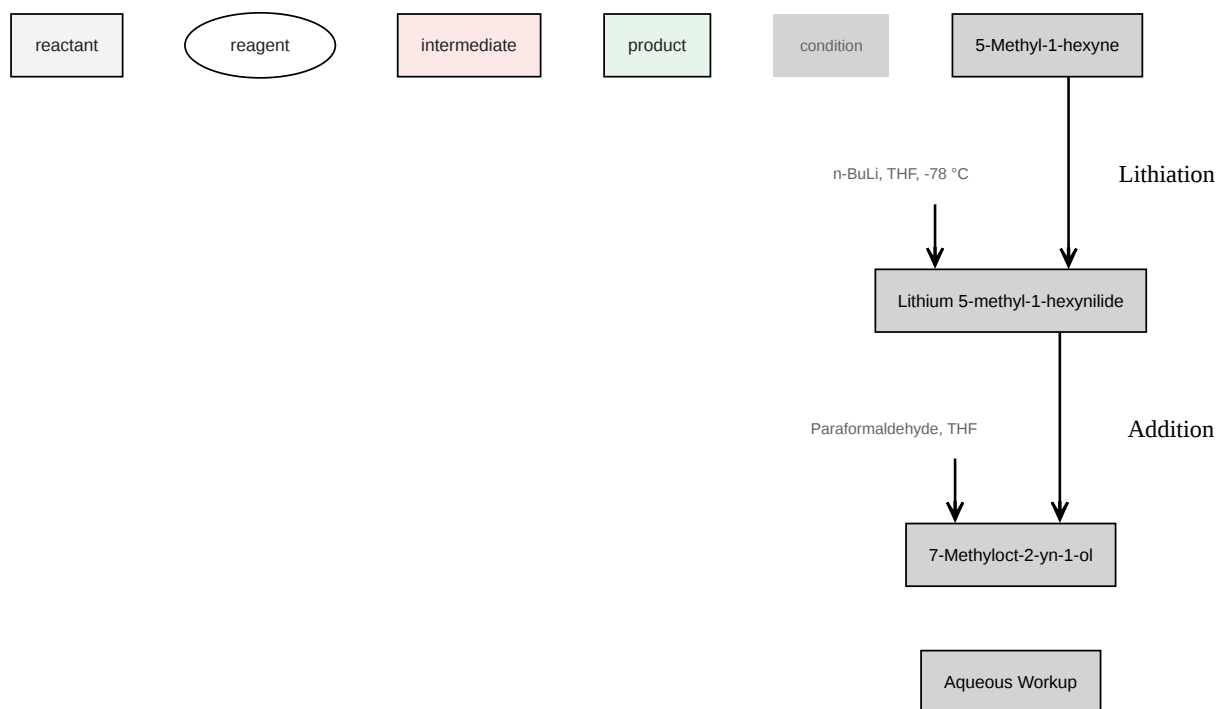 reactant
reagent
intermediate
product
condition
5-Methyl-1-hexyne
n-BuLi, THF, -78 °C
Lithiation
Lithium 5-methyl-1-hexynilide
Paraformaldehyde, THF
Addition
7-Methyloct-2-yn-1-ol
Aqueous Workup